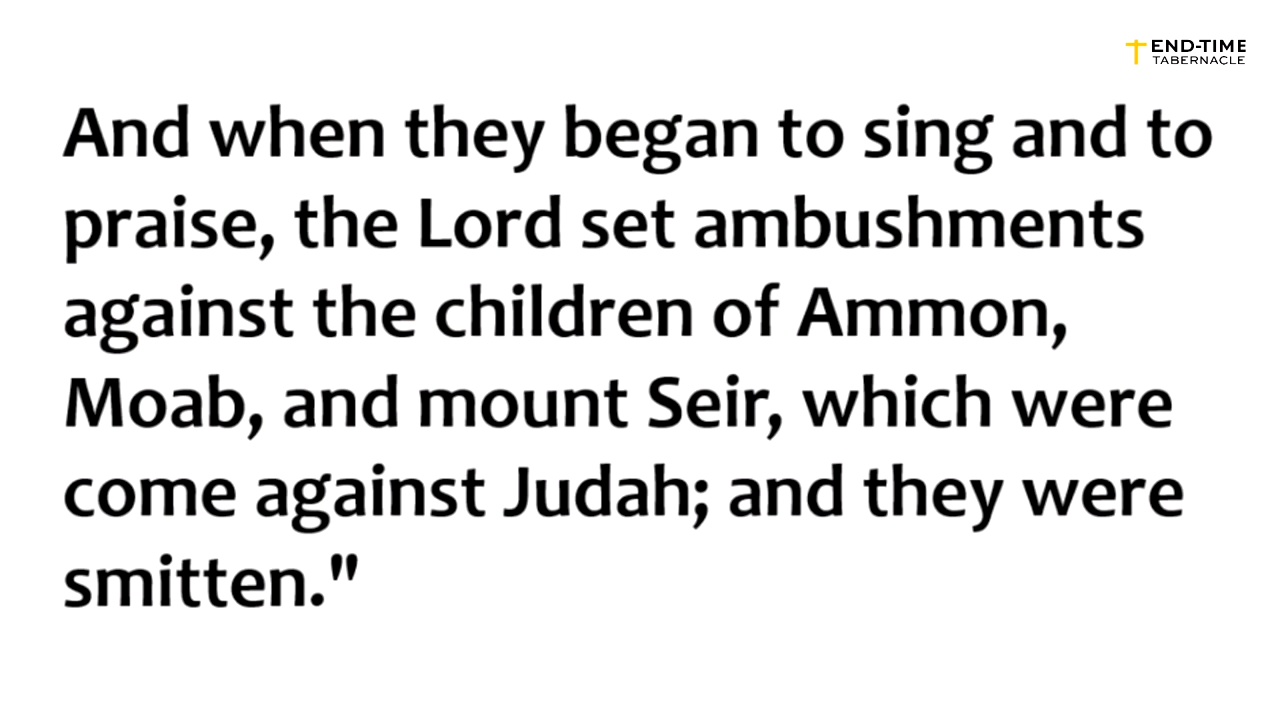 END-TIME
TABERNACLE
And when they began to sing and to
praise, the Lord set ambushments
against the children of Ammon,
Moab, and mount Seir, which were
come against Judah; and they were
smitten."